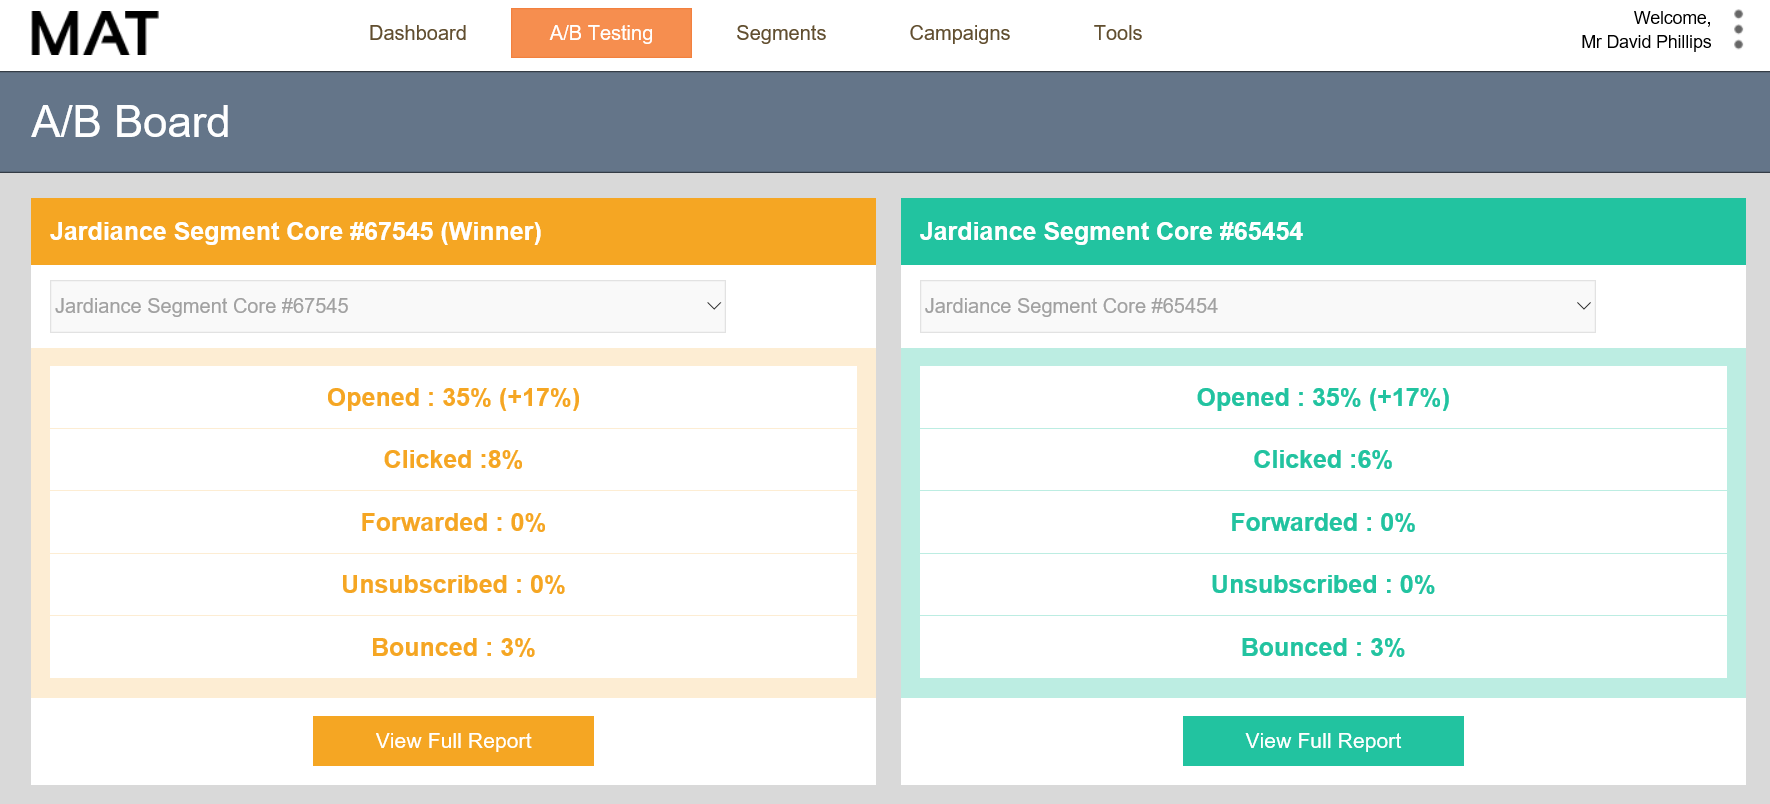 MAT
Dashboard
A/B Testing
Segments
Campaigns
Tools
Welcome,
Mr David Phillips
A/B Board
Jardiance Segment Core #67545 (Winner)
Jardiance Segment Core #67545
Opened : 35% (+17%)
Clicked :8%
Forwarded : 0%
Unsubscribed : 0%
Bounced : 3%
View Full Report
Jardiance Segment Core #65454
Jardiance Segment Core #65454
Opened : 35% (+17%)
Clicked :6%
Forwarded : 0%
Unsubscribed : 0%
Bounced : 3%
View Full Report